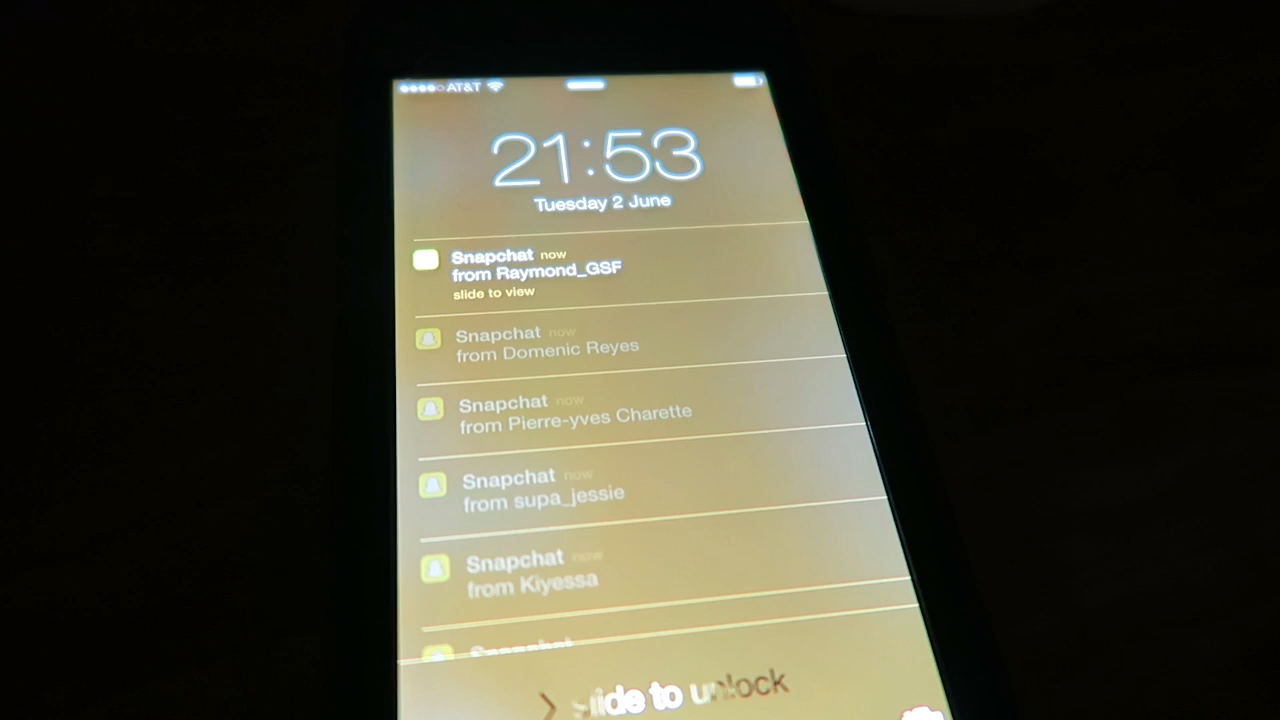 AT&T
21:53
Tuesday 2 June
Snapchat now
from Raymond_GSF
slide to view
Snapchat now
from Domenic Reyes
Snapchat now
from Pierre-yves Charette
Snapchat now
from supa_jessie
Snapchat now
from Kiyessa
Snapchat
> slide to unlock